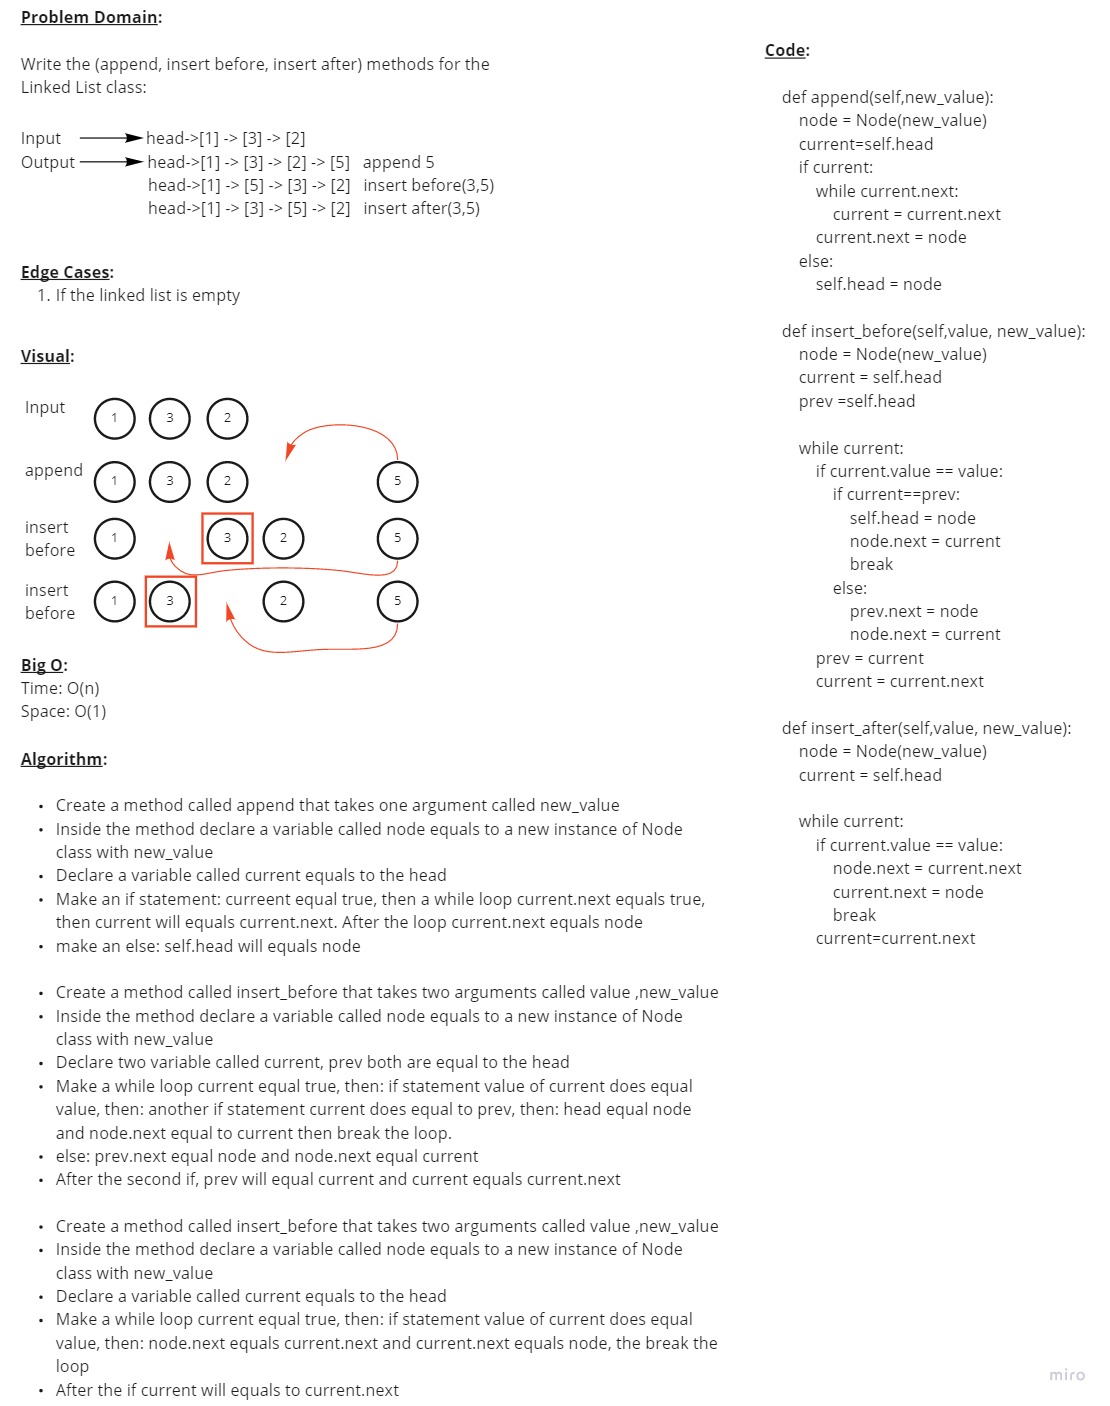 Problem Domain:
Write the (append, insert before, insert after) methods for the
Linked List class:
Input head->[1] -> [3] -> [2]
Output head->[1] -> [3] -> [2] -> [5] append 5
head->[1] -> [5] -> [3] -> [2] insert before(3,5)
head->[1] -> [3] -> [5] -> [2] insert after(3,5)
Edge Cases:
1. If the linked list is empty
Visual:
Input 1 3 2
append 1 3 2 5
insert
before 1 3 2 5
insert
before 1 3 2 5
Big O:
Time: O(n)
Space: O(1)
Algorithm:
• Create a method called append that takes one argument called new_value
• Inside the method declare a variable called node equals to a new instance of Node
class with new_value
• Declare a variable called current equals to the head
• Make an if statement: curreent equal true, then a while loop current.next equals true,
then current will equals current.next. After the loop current.next equals node
• make an else: self.head will equals node
• Create a method called insert_before that takes two arguments called value ,new_value
• Inside the method declare a variable called node equals to a new instance of Node
class with new_value
• Declare two variable called current, prev both are equal to the head
• Make a while loop current equal true, then: if statement value of current does equal
value, then: another if statement current does equal to prev, then: head equal node
and node.next equal to current then break the loop.
• else: prev.next equal node and node.next equal current
• After the second if, prev will equal current and current equals current.next
• Create a method called insert_before that takes two arguments called value ,new_value
• Inside the method declare a variable called node equals to a new instance of Node
class with new_value
• Declare a variable called current equals to the head
• Make a while loop current equal true, then: if statement value of current does equal
value, then: node.next equals current.next and current.next equals node, the break the
loop
• After the if current will equals to current.next
Code:
def append(self,new_value):
node = Node(new_value)
current=self.head
if current:
while current.next:
current = current.next
current.next = node
else:
self.head = node
def insert_before(self,value, new_value):
node = Node(new_value)
current = self.head
prev =self.head
while current:
if current.value == value:
if current==prev:
self.head = node
node.next = current
break
else:
prev.next = node
node.next = current
prev = current
current = current.next
def insert_after(self,value, new_value):
node = Node(new_value)
current = self.head
while current:
if current.value == value:
node.next = current.next
current.next = node
break
current=current.next
miro